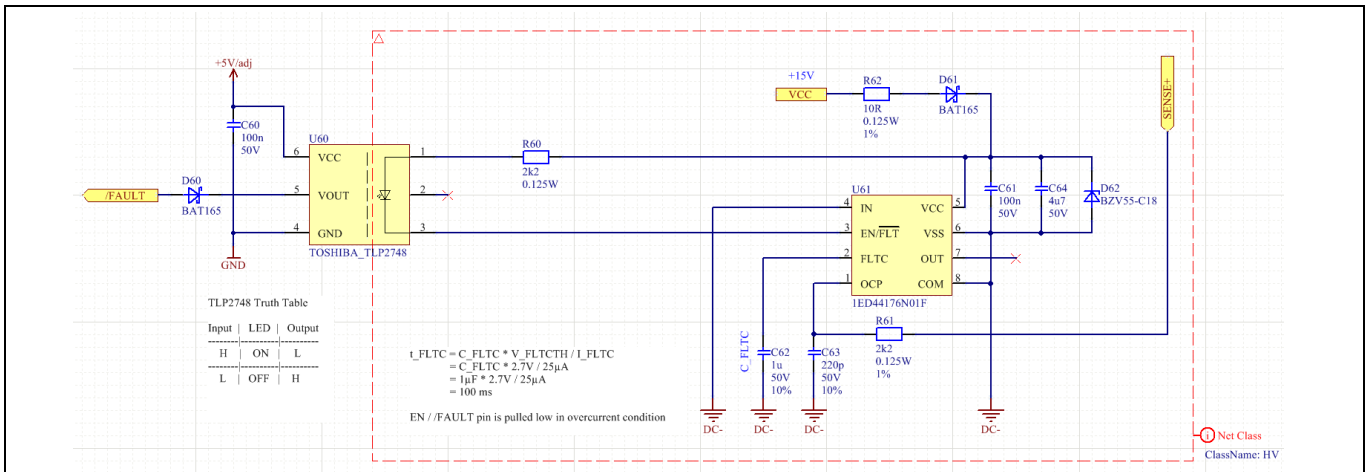 +5V/adj
C60
100n
50V
U60
6
VCC
1
5
VOUT
2
4
GND
3
TOSHIBA_TLP2748
/FAULT
D60
BAT165
GND
R60
2k2
0.125W
+15V
VCC
R62
10R
0.125W
1%
D61
BAT165
SENSE+
U61
4
IN
VCC
5
3
EN/FLT
VSS
6
2
FLTC
OUT
7
1
OCP
COM
8
1ED44176N01F
C61
100n
50V
C64
4u7
50V
D62
BZV55-C18
R61
2k2
0.125W
1%
C_FLTC
C62
1u
50V
10%
C63
220p
50V
10%
DC-
DC-
DC-
DC-
TLP2748 Truth Table
Input | LED | Output
--------|--------|---------
H | ON | L
--------|--------|---------
L | OFF | H
t_FLTC = C_FLTC * V_FLTCTH / I_FLTC
= C_FLTC * 2.7V / 25µA
= 1µF * 2.7V / 25µA
= 100 ms
EN / /FAULT pin is pulled low in overcurrent condition
i
Net Class
ClassName: HV